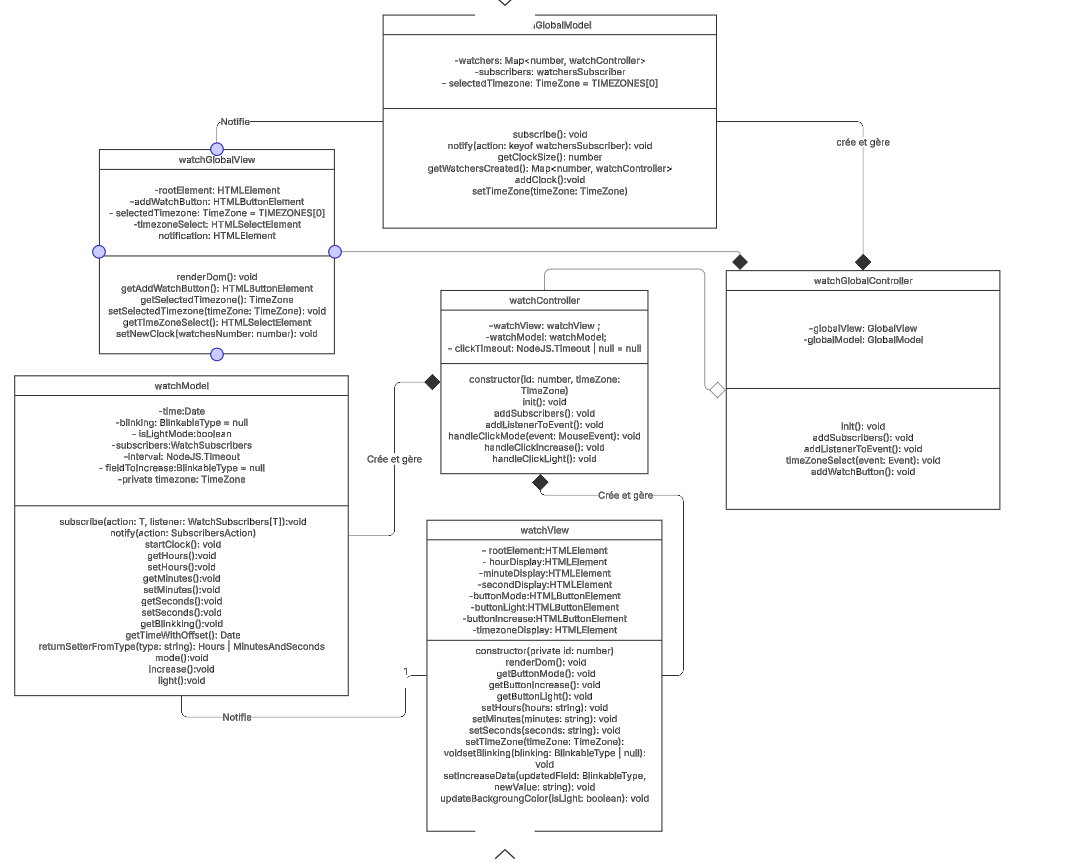 GlobalModel
-watchers: Map<number, watchController>
-subscribers: watchersSubscriber
- selectedTimezone: TimeZone = TIMEZONES[0]
subscribe(): void
notify(action: keyof watchersSubscriber): void
getClockSize(): number
getWatchersCreated(): Map<number, watchController>
addClock():void
setTimeZone(timeZone: TimeZone)
Notifie
crée et gère
watchGlobalView
-rootElement: HTMLElement
-addWatchButton: HTMLButtonElement
- selectedTimezone: TimeZone = TIMEZONES[0]
-timezoneSelect: HTMLSelectElement
notification: HTMLElement
renderDom(): void
getAddWatchButton(): HTMLButtonElement
getSelectedTimezone(): TimeZone
setSelectedTimezone(timeZone: TimeZone): void
getTimeZoneSelect(): HTMLSelectElement
setNewClock(watchesNumber: number): void
watchGlobalController
-globalView: GlobalView
-globalModel: GlobalModel
init(): void
addSubscribers(): void
addListenerToEvent(): void
timeZoneSelect(event: Event): void
addWatchButton(): void
watchController
-watchView: watchView ;
-watchModel: watchModel;
- clickTimeout: NodeJS.Timeout | null = null
constructor(id: number, timeZone:
TimeZone)
init(): void
addSubscribers(): void
addListenerToEvent(): void
handleClickMode(event: MouseEvent): void
handleClickIncrease(): void
handleClickLight(): void
watchModel
-time:Date
-blinking: BlinkableType = null
- isLightMode:boolean
-subscribers:WatchSubscribers
-interval: NodeJS.Timeout
- fieldToIncrease:BlinkableType = null
-private timezone: TimeZone
subscribe(action: T, listener: WatchSubscribers[T]):void
notify(action: SubscribersAction)
startClock(): void
getHours():void
setHours():void
getMinutes():void
setMinutes():void
getSeconds():void
setSeconds():void
getBlinkking():void
getTimeWithOffset(): Date
returnSetterFromType(type: string): Hours | MinutesAndSeconds
mode():void
increase():void
light():void
Crée et gère
Crée et gère
watchView
- rootElement:HTMLElement
- hourDisplay:HTMLElement
-minuteDisplay:HTMLElement
-secondDisplay:HTMLElement
-buttonMode:HTMLButtonElement
-buttonLight:HTMLButtonElement
-buttonIncrease:HTMLButtonElement
-timezoneDisplay: HTMLElement
constructor(private id: number)
renderDom(): void
getButtonMode(): void
getButtonIncrease(): void
getButtonLight(): void
setHours(hours: string): void
setMinutes(minutes: string): void
setSeconds(seconds: string): void
setTimeZone(timeZone: TimeZone):
voidsetBlinking(blinking: BlinkableType | null):
void
setIncreaseData(updatedField: BlinkableType,
newValue: string): void
updateBackgroungColor(isLight: boolean): void
1
Notifie